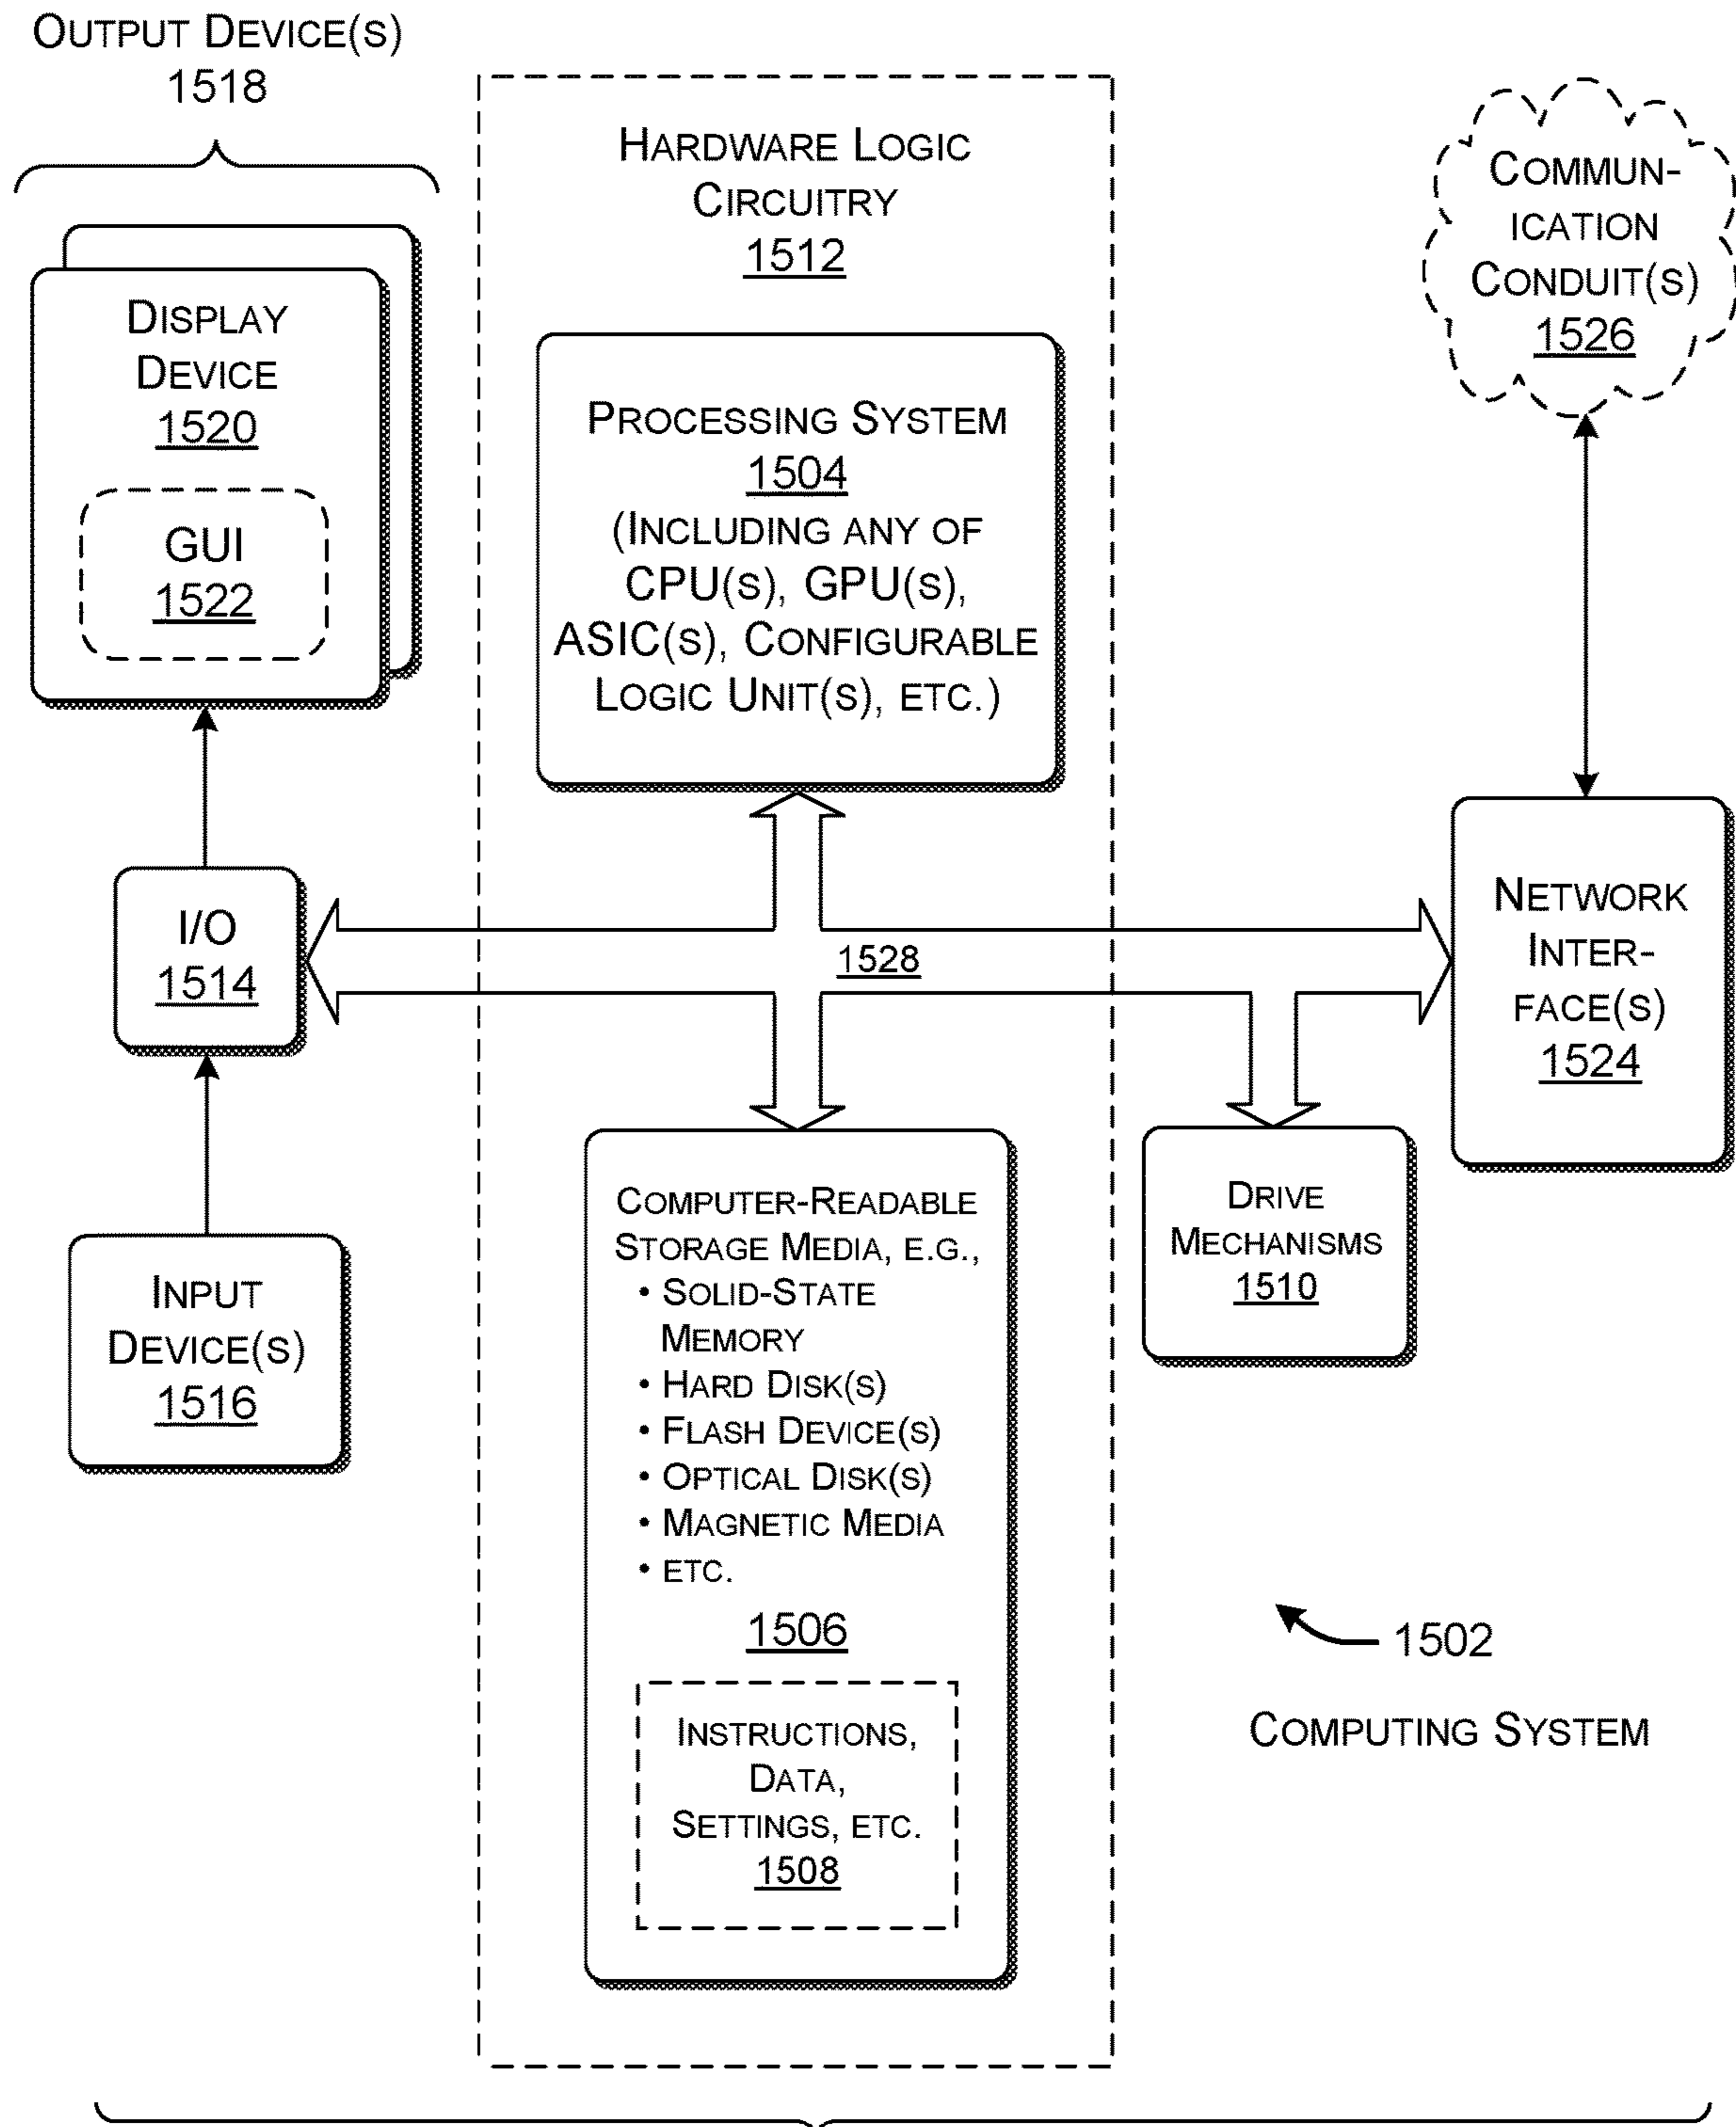 OUTPUT DEVICE(S)
1518
DISPLAY
DEVICE
1520
GUI
1522
I/O
1514
INPUT
DEVICE(S)
1516
HARDWARE LOGIC
CIRCUITRY
1512
PROCESSING SYSTEM
1504
(INCLUDING ANY OF
CPU(S), GPU(S),
ASIC(S), CONFIGURABLE
LOGIC UNIT(S), ETC.)
1528
COMPUTER-READABLE
STORAGE MEDIA, E.G.,
• SOLID-STATE
MEMORY
• HARD DISK(S)
• FLASH DEVICE(S)
• OPTICAL DISK(S)
• MAGNETIC MEDIA
• ETC.
1506
INSTRUCTIONS,
DATA,
SETTINGS, ETC.
1508
COMMUN-
ICATION
CONDUIT(S)
1526
NETWORK
INTER-
FACE(S)
1524
DRIVE
MECHANISMS
1510
1502
COMPUTING SYSTEM